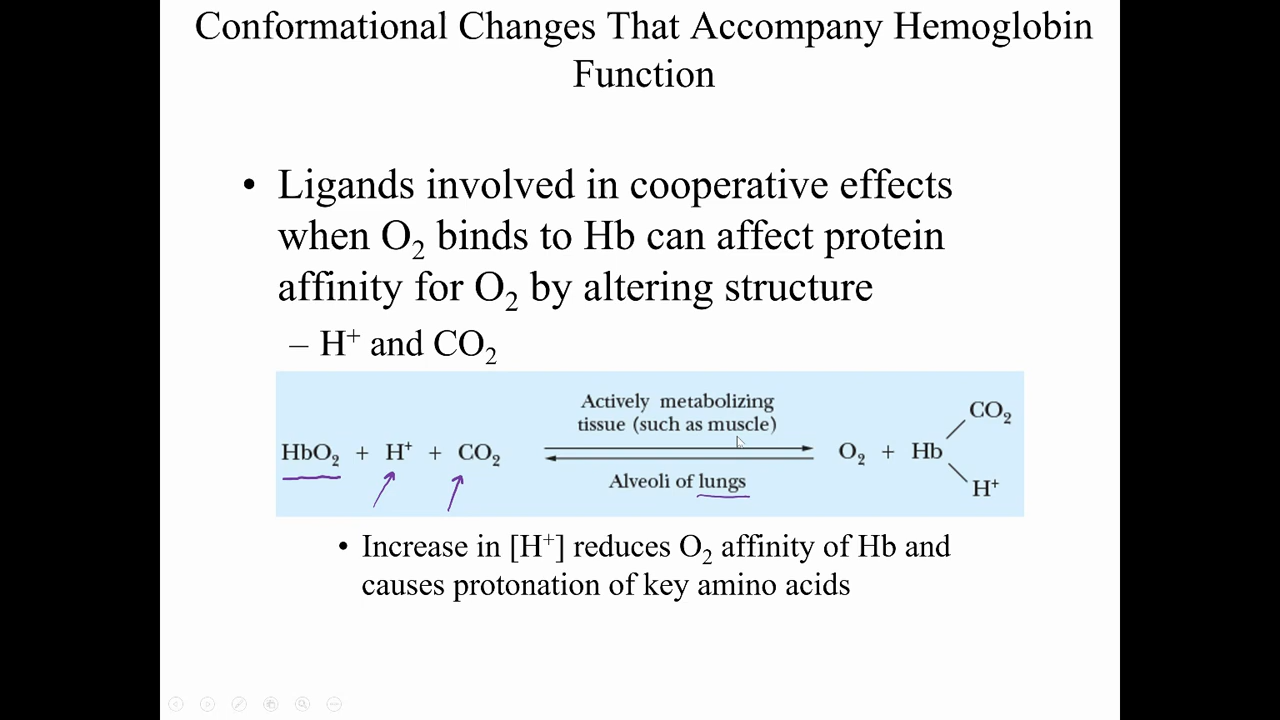 Conformational Changes That Accompany Hemoglobin
Function
• Ligands involved in cooperative effects
when O₂ binds to Hb can affect protein
affinity for O₂ by altering structure
– H⁺ and CO₂
Actively metabolizing
tissue (such as muscle)
CO₂
HbO₂ + H⁺ + CO₂
O₂ + Hb
Alveoli of lungs
H⁺
• Increase in [H⁺] reduces O₂ affinity of Hb and
causes protonation of key amino acids